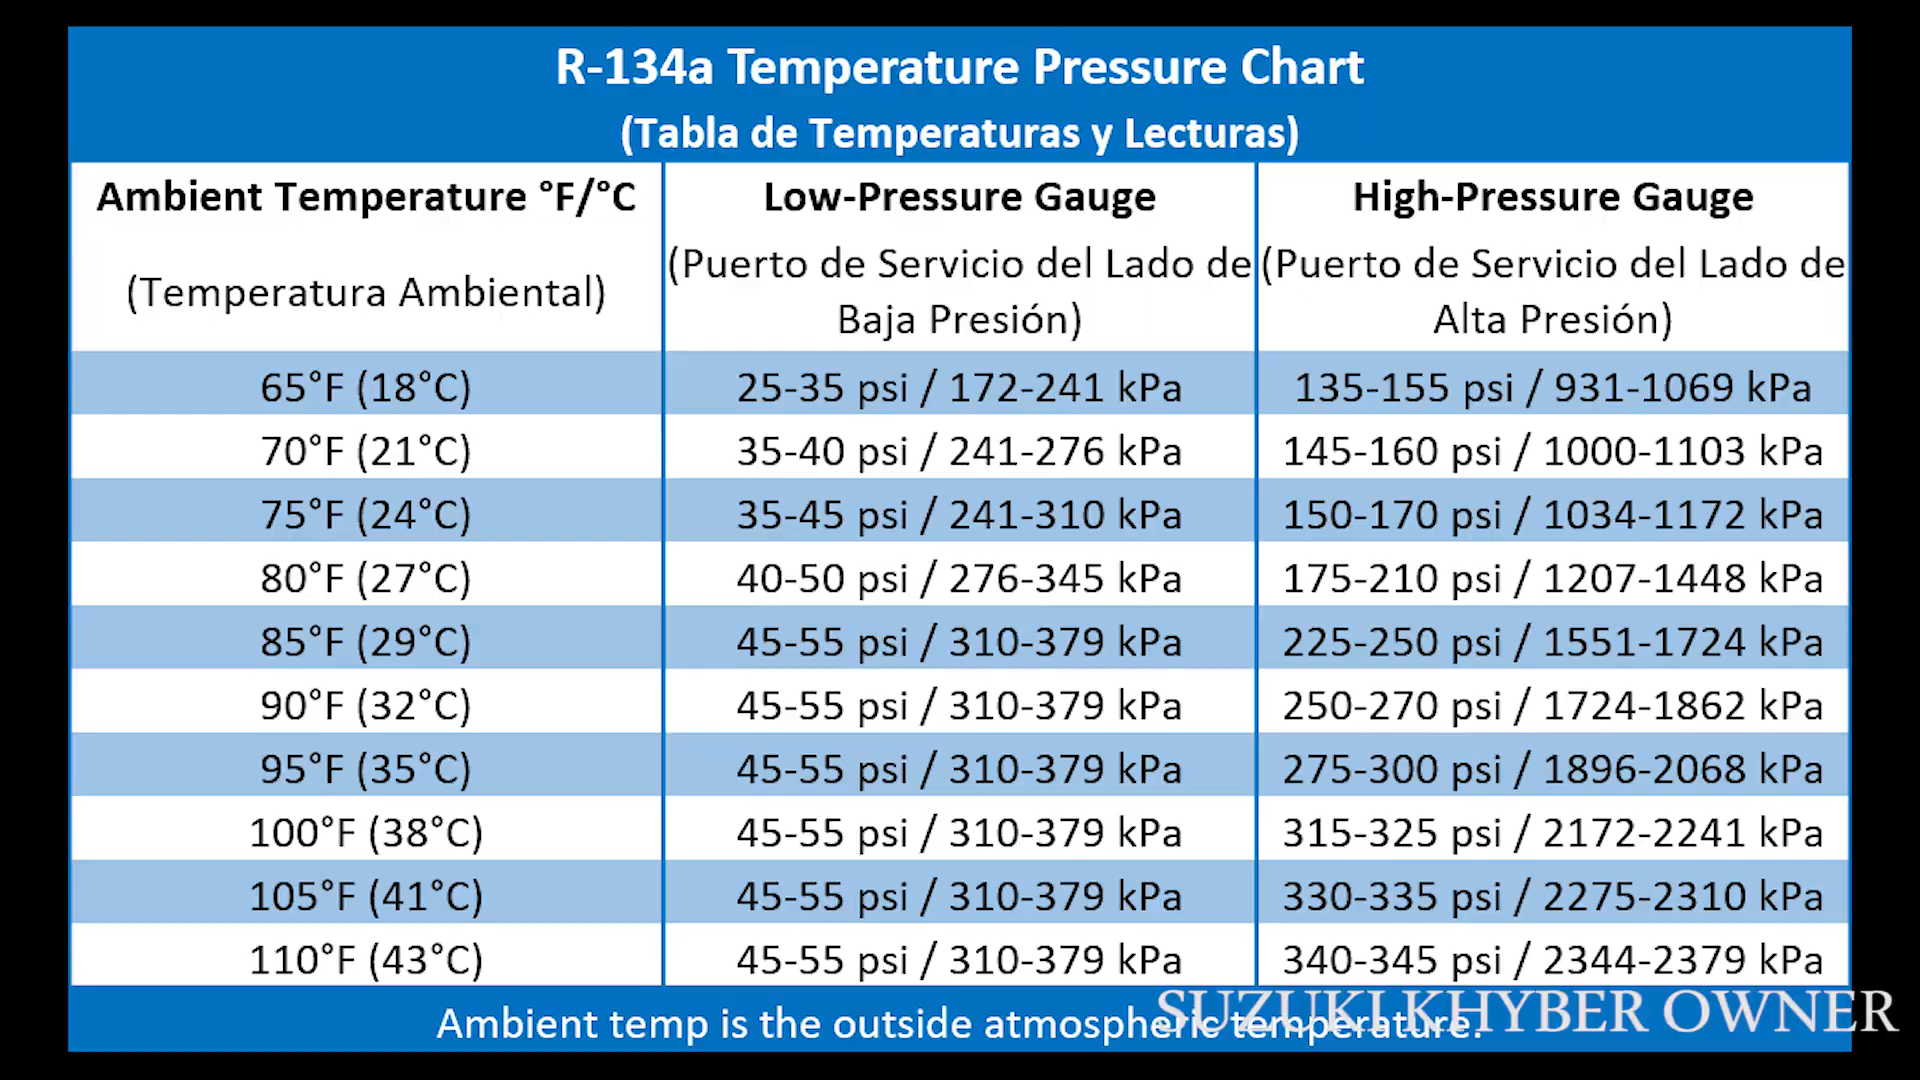 R-134a Temperature Pressure Chart
(Tabla de Temperaturas y Lecturas)
Ambient Temperature °F/°C Low-Pressure Gauge High-Pressure Gauge
(Temperatura Ambiental) (Puerto de Servicio del Lado de Baja Presión) (Puerto de Servicio del Lado de Alta Presión)
65°F (18°C) 25-35 psi / 172-241 kPa 135-155 psi / 931-1069 kPa
70°F (21°C) 35-40 psi / 241-276 kPa 145-160 psi / 1000-1103 kPa
75°F (24°C) 35-45 psi / 241-310 kPa 150-170 psi / 1034-1172 kPa
80°F (27°C) 40-50 psi / 276-345 kPa 175-210 psi / 1207-1448 kPa
85°F (29°C) 45-55 psi / 310-379 kPa 225-250 psi / 1551-1724 kPa
90°F (32°C) 45-55 psi / 310-379 kPa 250-270 psi / 1724-1862 kPa
95°F (35°C) 45-55 psi / 310-379 kPa 275-300 psi / 1896-2068 kPa
100°F (38°C) 45-55 psi / 310-379 kPa 315-325 psi / 2172-2241 kPa
105°F (41°C) 45-55 psi / 310-379 kPa 330-335 psi / 2275-2310 kPa
110°F (43°C) 45-55 psi / 310-379 kPa 340-345 psi / 2344-2379 kPa
Ambient temp is the outside atmospheric temperature.
SUZUKI KHYBER OWNER